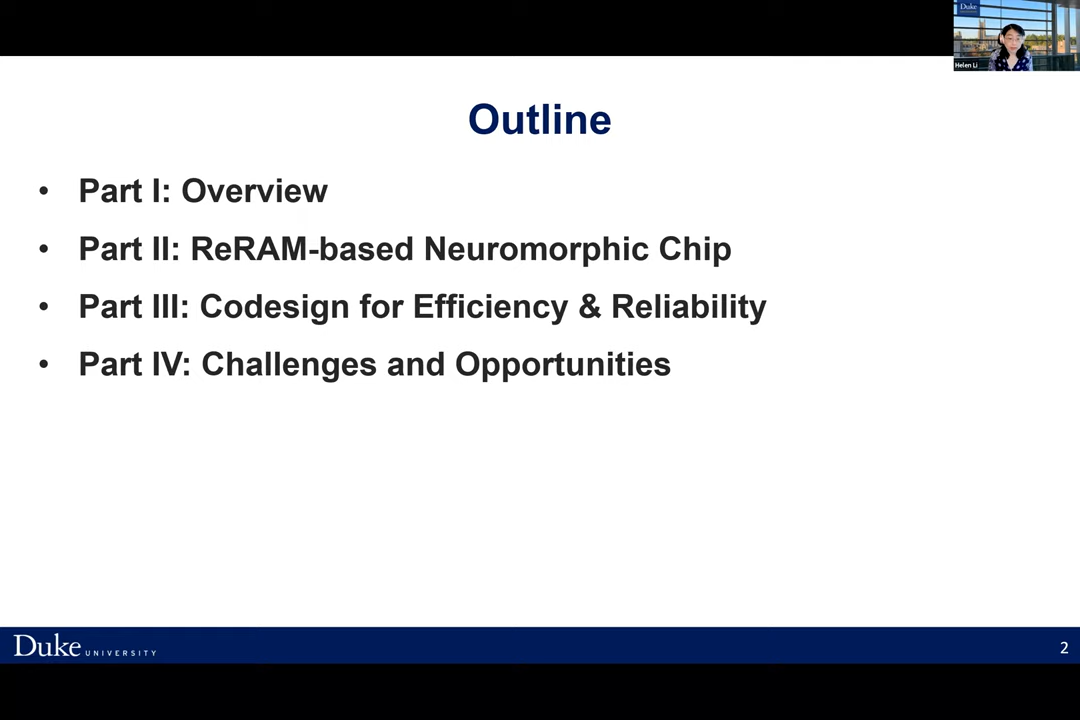 Duke
Helen Li
Outline
• Part I: Overview
• Part II: ReRAM-based Neuromorphic Chip
• Part III: Codesign for Efficiency & Reliability
• Part IV: Challenges and Opportunities
Duke UNIVERSITY
2